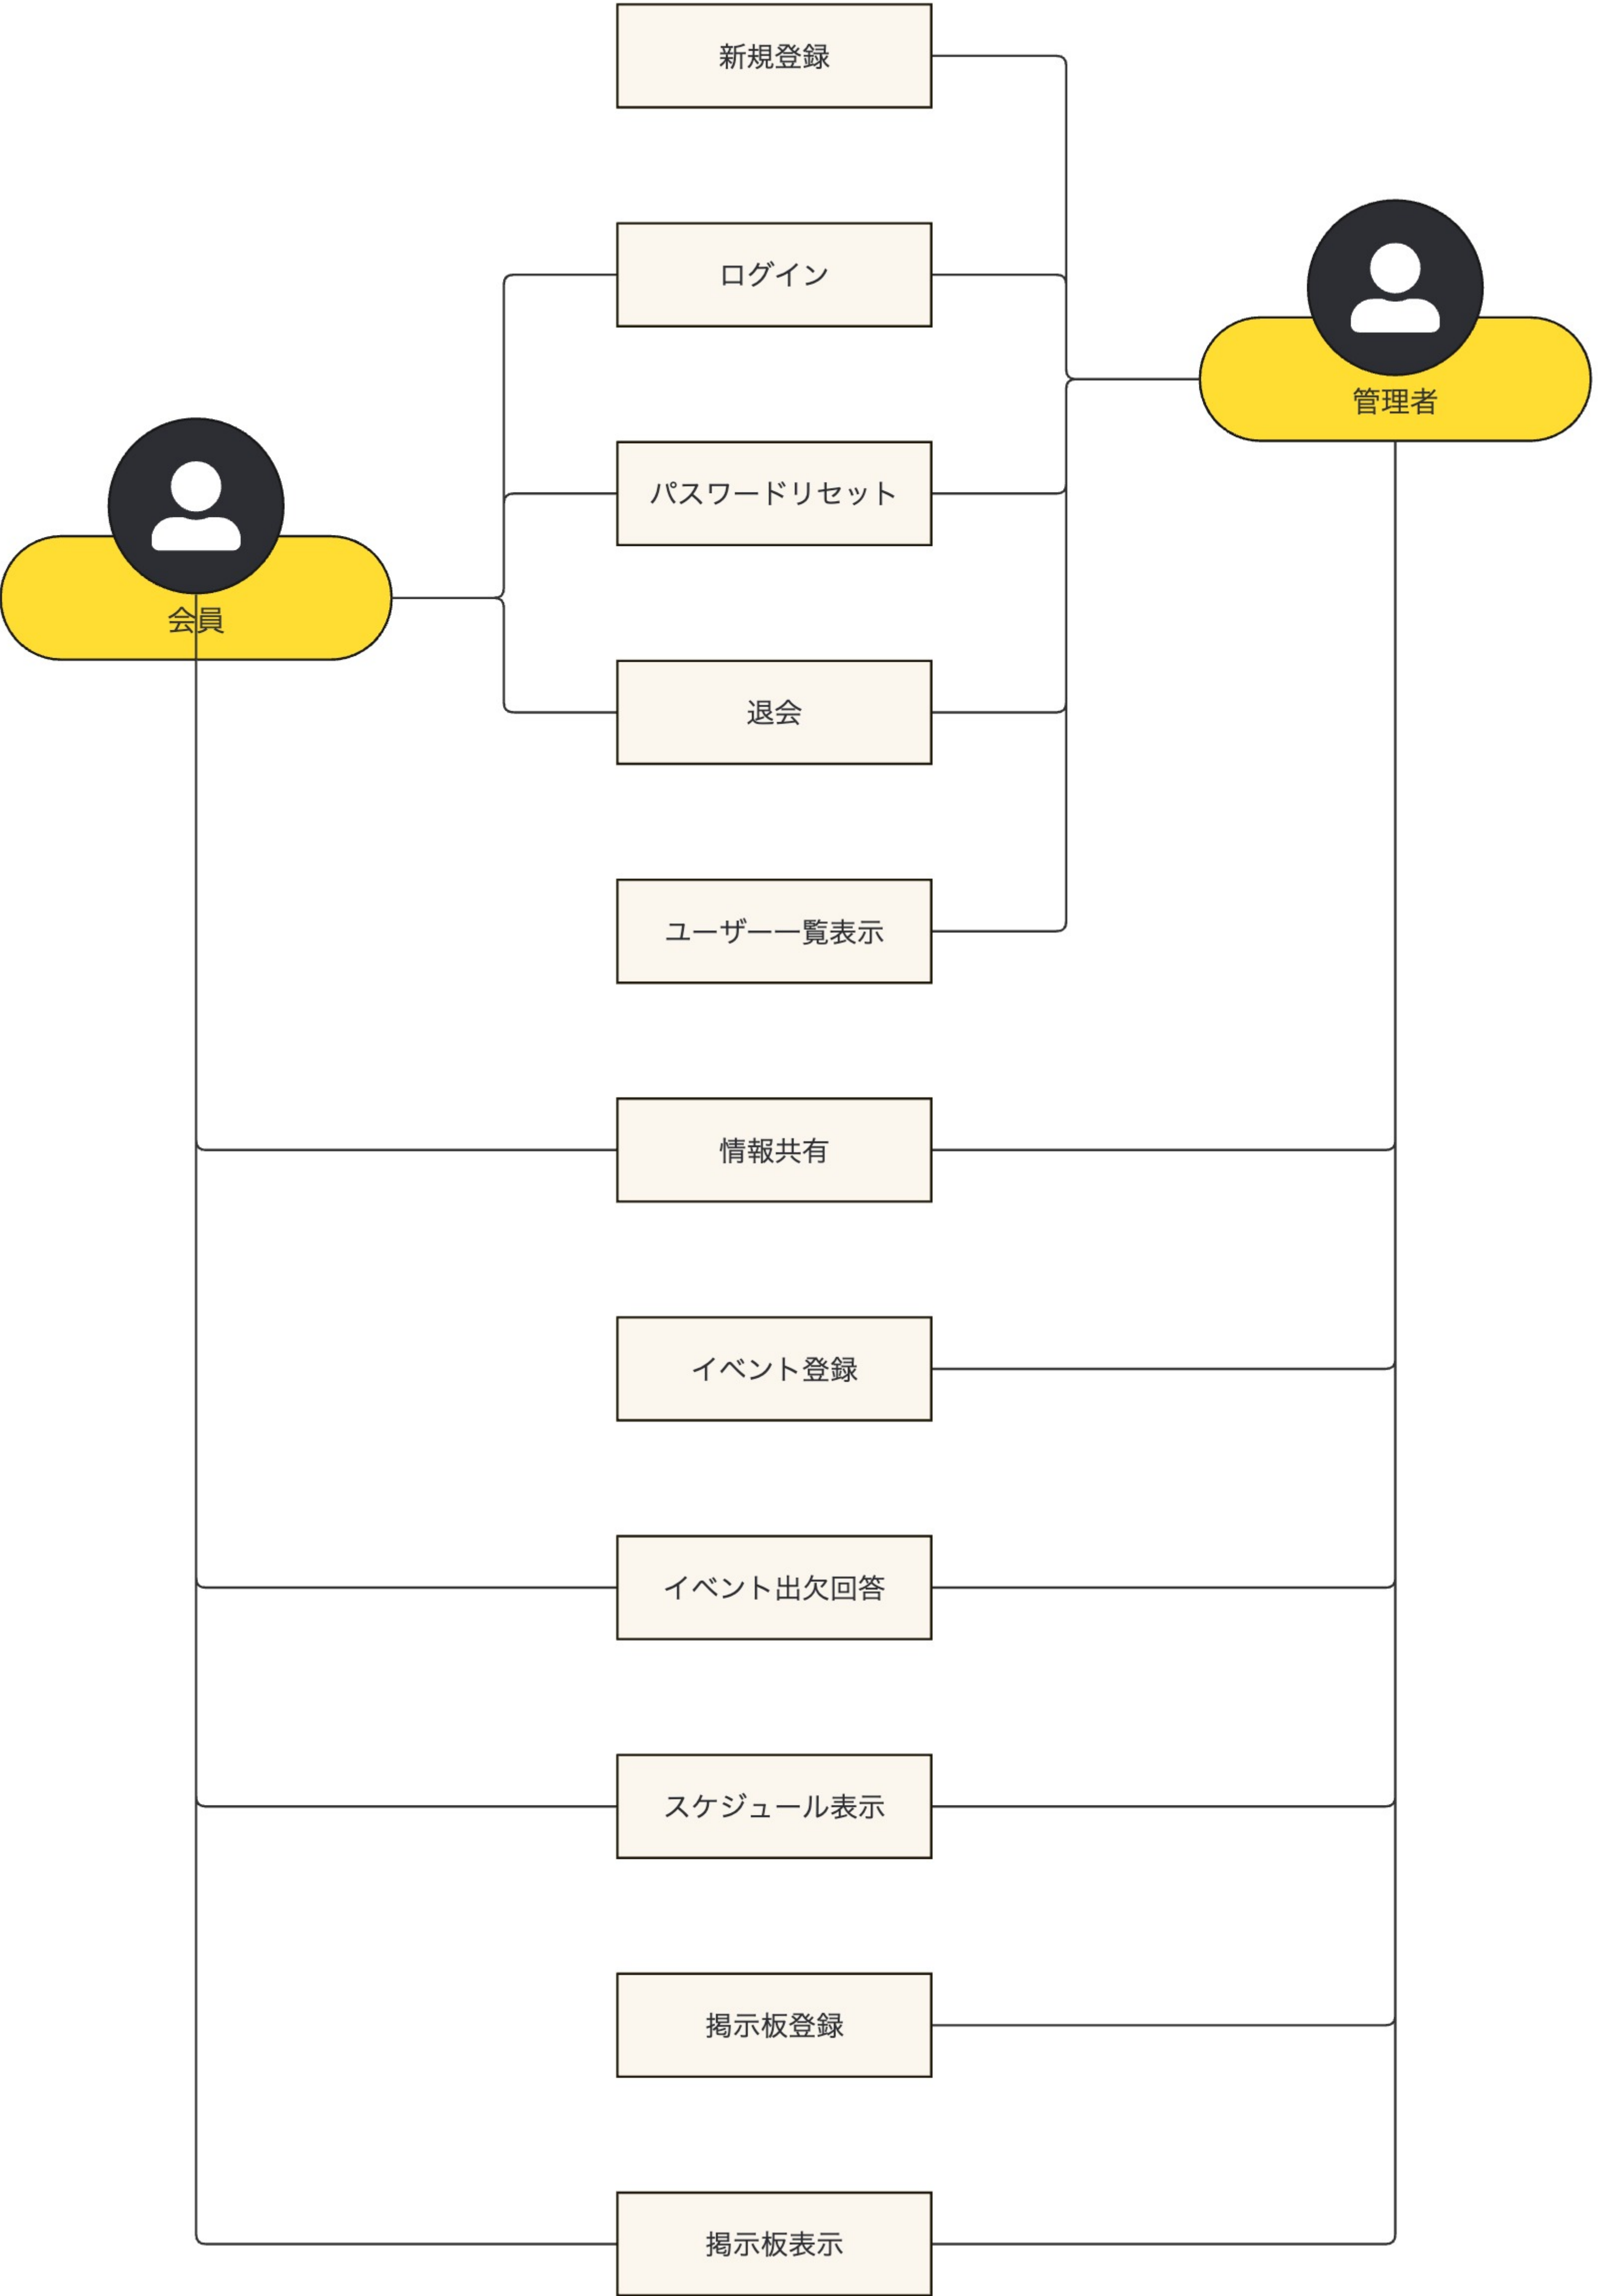 新規登録
ログイン
管理者
パスワードリセット
会員
退会
ユーザー一覧表示
情報共有
イベント登録
イベント出欠回答
スケジュール表示
掲示板登録
掲示板表示